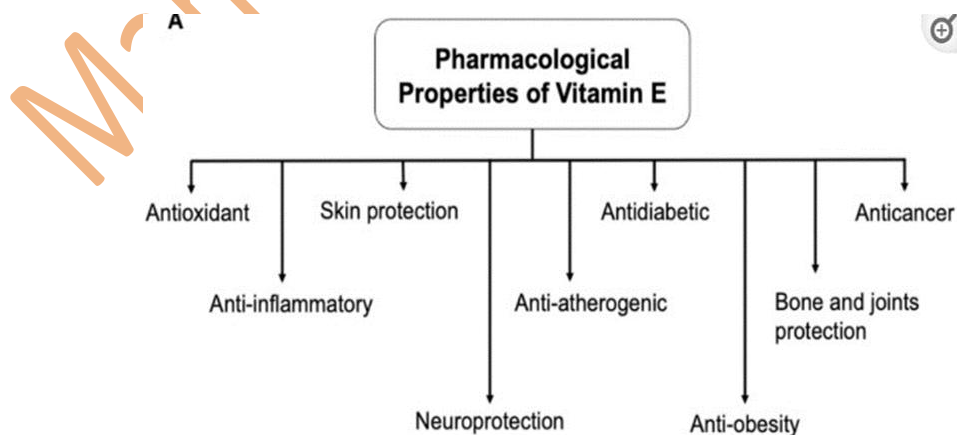 A
Pharmacological
Properties of Vitamin E
Antioxidant
Skin protection
Antidiabetic
Anticancer
Anti-inflammatory
Anti-atherogenic
Bone and joints
protection
Neuroprotection
Anti-obesity